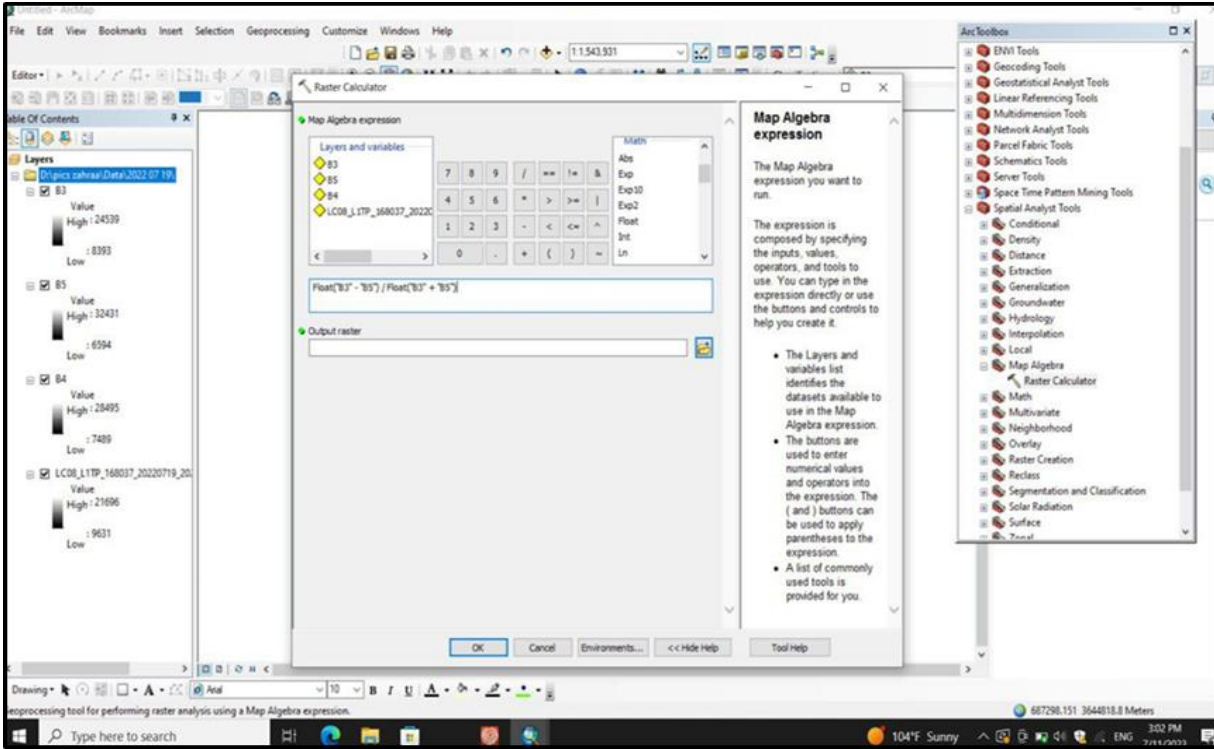 Untitled - ArcMap
File Edit View Bookmarks Insert Selection Geoprocessing Customize Windows Help
1:1,543,931
Editor
able Of Contents
Layers
D:\pics zahraa\Data\2022 07 19\
B3
Value
High : 24539
: 8393
Low
B5
Value
High : 32431
: 6594
Low
B4
Value
High : 28495
: 7489
Low
LC08_L1TP_168037_20220719_20
Value
High : 21696
: 9631
Low
Raster Calculator
Map Algebra expression
Layers and variables
B3
B5
B4
LC08_L1TP_168037_2022
7 8 9 / == != &
4 5 6 * > >= |
1 2 3 - < <= ^
0 . + ( ) ~
Math
Abs
Exp
Exp10
Exp2
Float
Int
Ln
Float("B3" - "B5") / Float("B3" + "B5")
Output raster
OK Cancel Environments... << Hide Help Tool Help
Map Algebra
expression
The Map Algebra
expression you want to
run.
The expression is
composed by specifying
the inputs, values,
operators, and tools to
use. You can type in the
expression directly or use
the buttons and controls to
help you create it.
• The Layers and
variables list
identifies the
datasets available to
use in the Map
Algebra expression.
• The buttons are
used to enter
numerical values
and operators into
the expression. The
( and ) buttons can
be used to apply
parentheses to the
expression.
• A list of commonly
used tools is
provided for you.
ArcToolbox
ENVI Tools
Geocoding Tools
Geostatistical Analyst Tools
Linear Referencing Tools
Multidimension Tools
Network Analyst Tools
Parcel Fabric Tools
Schematics Tools
Server Tools
Space Time Pattern Mining Tools
Spatial Analyst Tools
Conditional
Density
Distance
Extraction
Generalization
Groundwater
Hydrology
Interpolation
Local
Map Algebra
Raster Calculator
Math
Multivariate
Neighborhood
Overlay
Raster Creation
Reclass
Segmentation and Classification
Solar Radiation
Surface
Zonal
Drawing Arial 10 B I U A
eoprocessing tool for performing raster analysis using a Map Algebra expression.
687298.151 3644818.8 Meters
Type here to search
104°F Sunny
ENG
3:02 PM
7/11/2023